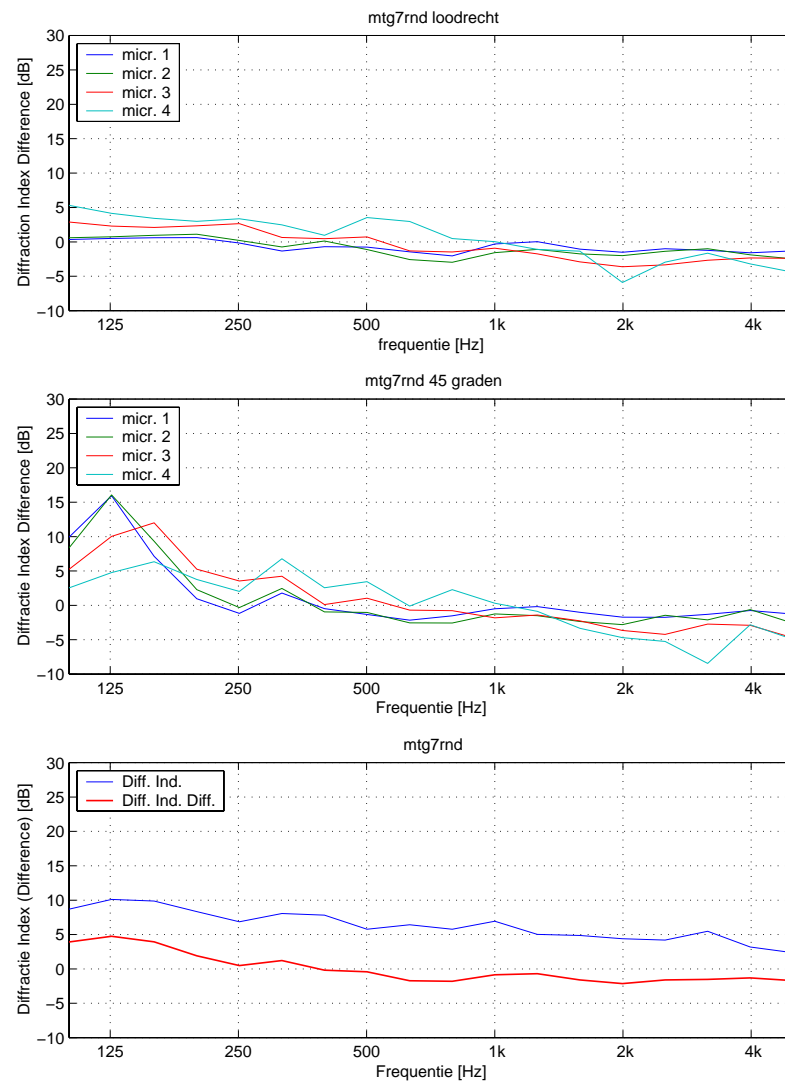 mtg7rnd loodrecht
Diffraction Index Difference [dB]
30
25
20
15
10
5
0
−5
−10
micr. 1
micr. 2
micr. 3
micr. 4
125 250 500 1k 2k 4k
frequentie [Hz]
mtg7rnd 45 graden
Diffractie Index Difference [dB]
30
25
20
15
10
5
0
−5
−10
micr. 1
micr. 2
micr. 3
micr. 4
125 250 500 1k 2k 4k
Frequentie [Hz]
mtg7rnd
Diffractie Index (Difference) [dB]
30
25
20
15
10
5
0
−5
−10
Diff. Ind.
Diff. Ind. Diff.
125 250 500 1k 2k 4k
Frequentie [Hz]